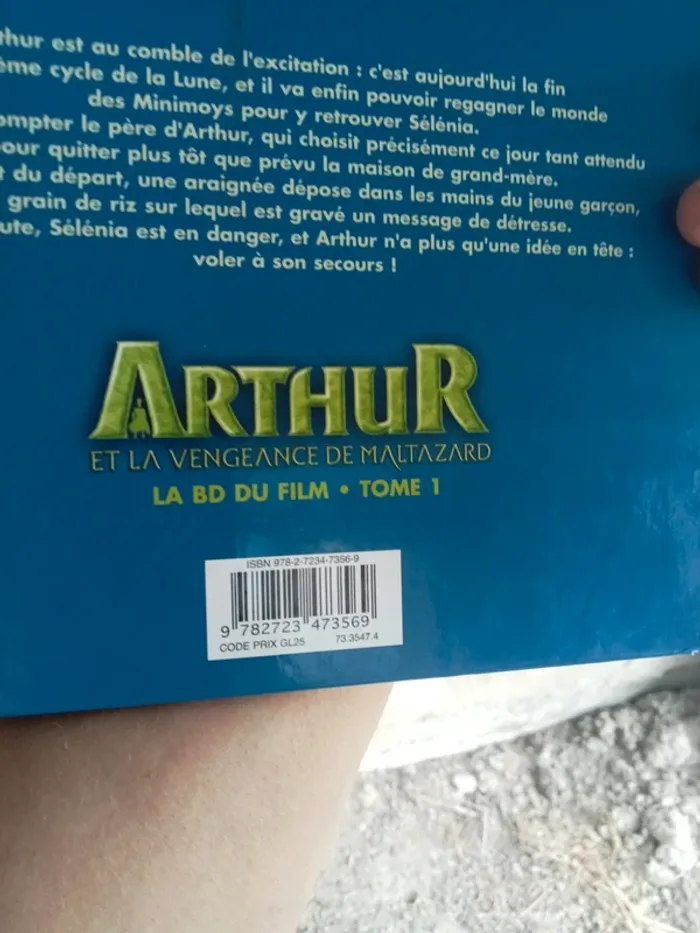 thur est au comble de l'excitation : c'est aujourd'hui la fin
ème cycle de la Lune, et il va enfin pouvoir regagner le monde
des Minimoys pour y retrouver Sélénia.
ompter le père d'Arthur, qui choisit précisément ce jour tant attendu
our quitter plus tôt que prévu la maison de grand-mère.
t du départ, une araignée dépose dans les mains du jeune garçon,
grain de riz sur lequel est gravé un message de détresse.
ute, Sélénia est en danger, et Arthur n'a plus qu'une idée en tête :
voler à son secours !
ARTHUR
ET LA VENGEANCE DE MALTAZARD
LA BD DU FILM • TOME 1
ISBN 978-2-7234-7356-9
9 782723 473569
CODE PRIX GL25 73.3547.4